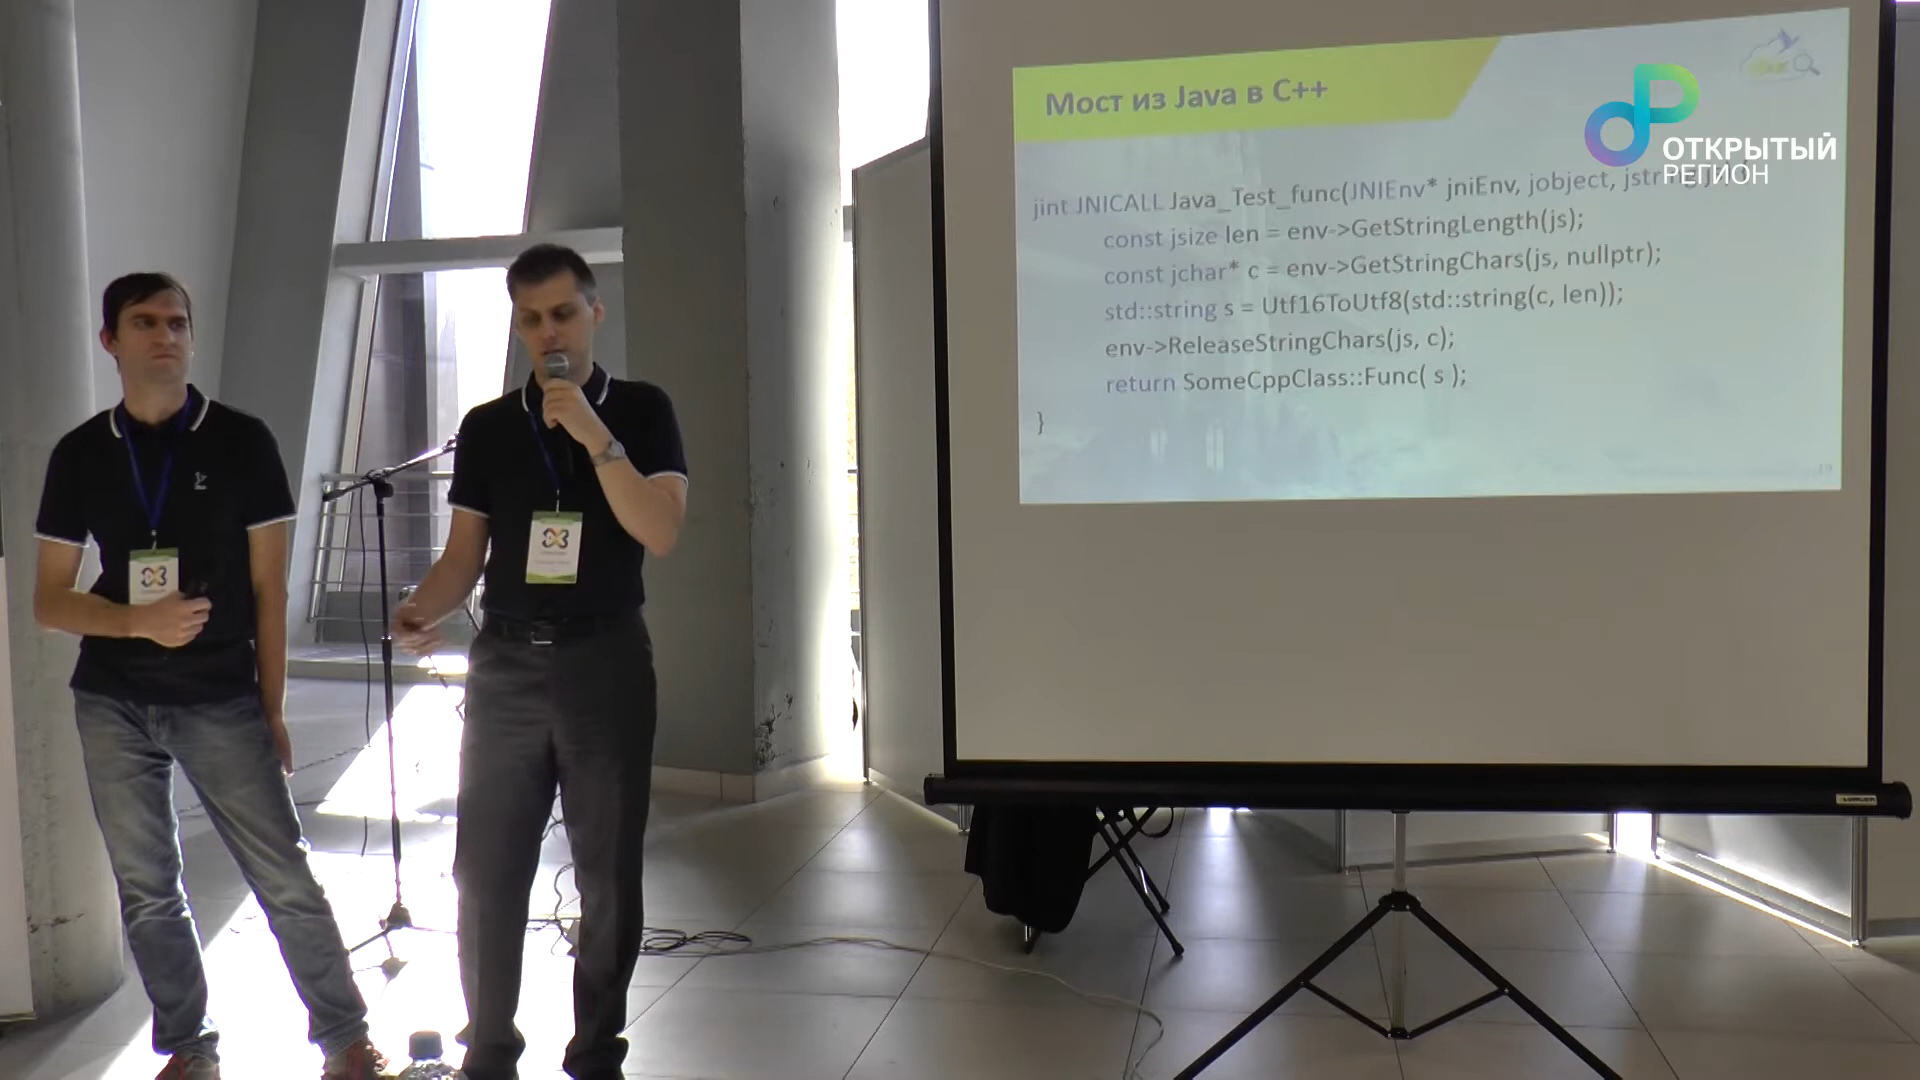 Мост из Java в C++
ОТКРЫТЫЙ
РЕГИОН
jint JNICALL Java_Test_func(JNIEnv* jniEnv, jobject,
const jsize len = env->GetStringLength(js);
const jchar* c = env->GetStringChars(js, nullptr);
std::string s = Utf16ToUtf8(std::string(c, len));
env->ReleaseStringChars(js, c);
return SomeCppClass::Func( s );
}
19